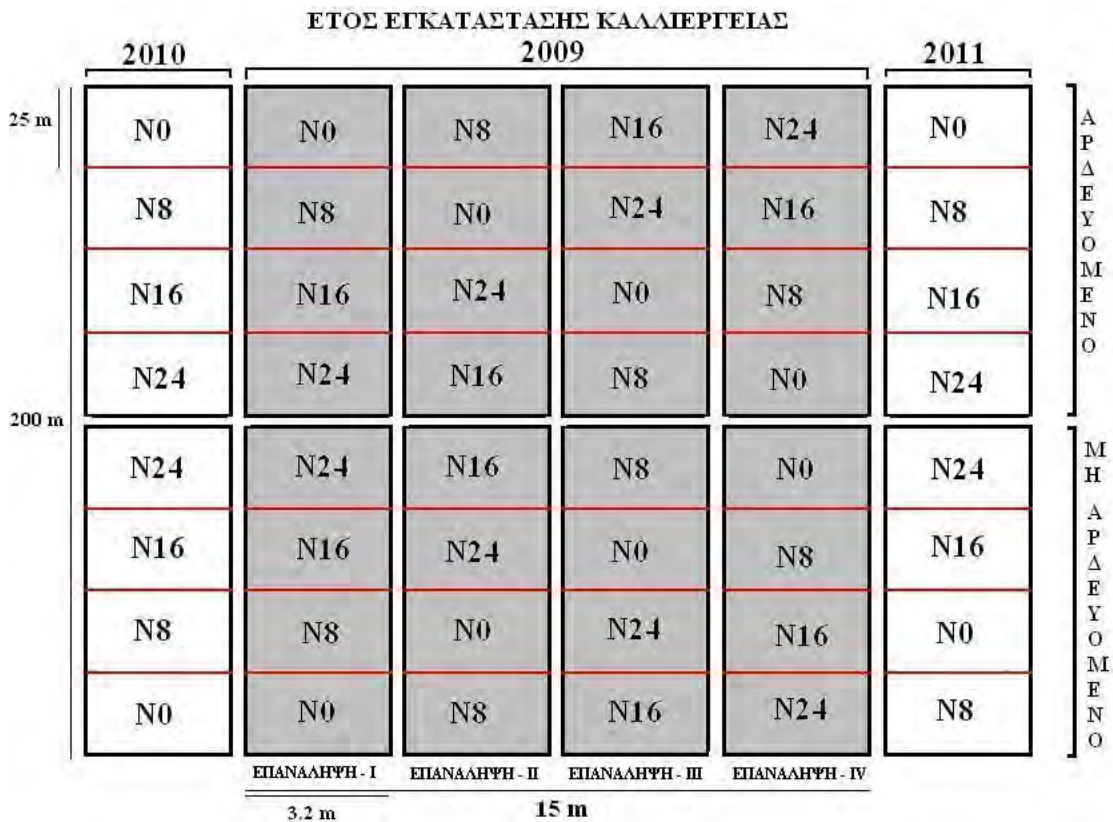 ΕΤΟΣ ΕΓΚΑΤΑΣΤΑΣΗΣ ΚΑΛΛΙΕΡΓΕΙΑΣ
2010 2009 2011
25 m
N0 N0 N8 N16 N24 N0
N8 N8 N0 N24 N16 N8
N16 N16 N24 N0 N8 N16
N24 N24 N16 N8 N0 N24
ΑΡΔΕΥΟΜΕΝΟ
200 m
N24 N24 N16 N8 N0 N24
N16 N16 N24 N0 N8 N16
N8 N8 N0 N24 N16 N0
N0 N0 N8 N16 N24 N8
ΜΗ ΑΡΔΕΥΟΜΕΝΟ
ΕΠΑΝΑΛΗΨΗ - I ΕΠΑΝΑΛΗΨΗ - II ΕΠΑΝΑΛΗΨΗ - III ΕΠΑΝΑΛΗΨΗ - IV
3.2 m 15 m